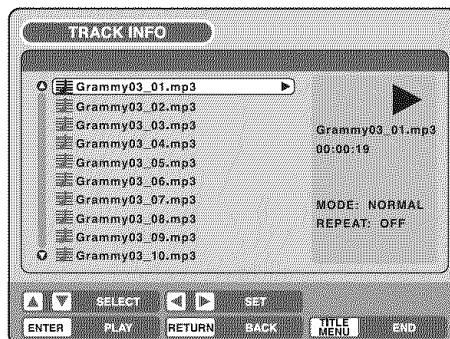 TRACK INFO
Grammy03_01.mp3
Grammy03_02.mp3
Grammy03_03.mp3
Grammy03_04.mp3
Grammy03_05.mp3
Grammy03_06.mp3
Grammy03_07.mp3
Grammy03_08.mp3
Grammy03_09.mp3
Grammy03_10.mp3
Grammy03_01.mp3
00:00:19
MODE: NORMAL
REPEAT: OFF
SELECT SET
ENTER PLAY RETURN BACK TITLE MENU END